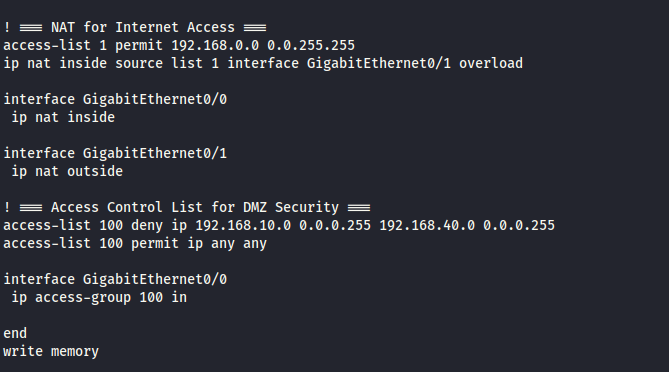 ! === NAT for Internet Access ===
access-list 1 permit 192.168.0.0 0.0.255.255
ip nat inside source list 1 interface GigabitEthernet0/1 overload
interface GigabitEthernet0/0
ip nat inside
interface GigabitEthernet0/1
ip nat outside
! === Access Control List for DMZ Security ===
access-list 100 deny ip 192.168.10.0 0.0.0.255 192.168.40.0 0.0.0.255
access-list 100 permit ip any any
interface GigabitEthernet0/0
ip access-group 100 in
end
write memory